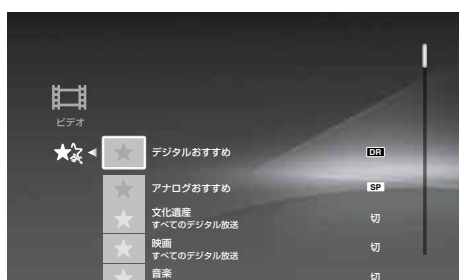 ビデオ
デジタルおすすめ DR
アナログおすすめ SP
文化遺産
すべてのデジタル放送 切
映画
すべてのデジタル放送 切
音楽 切